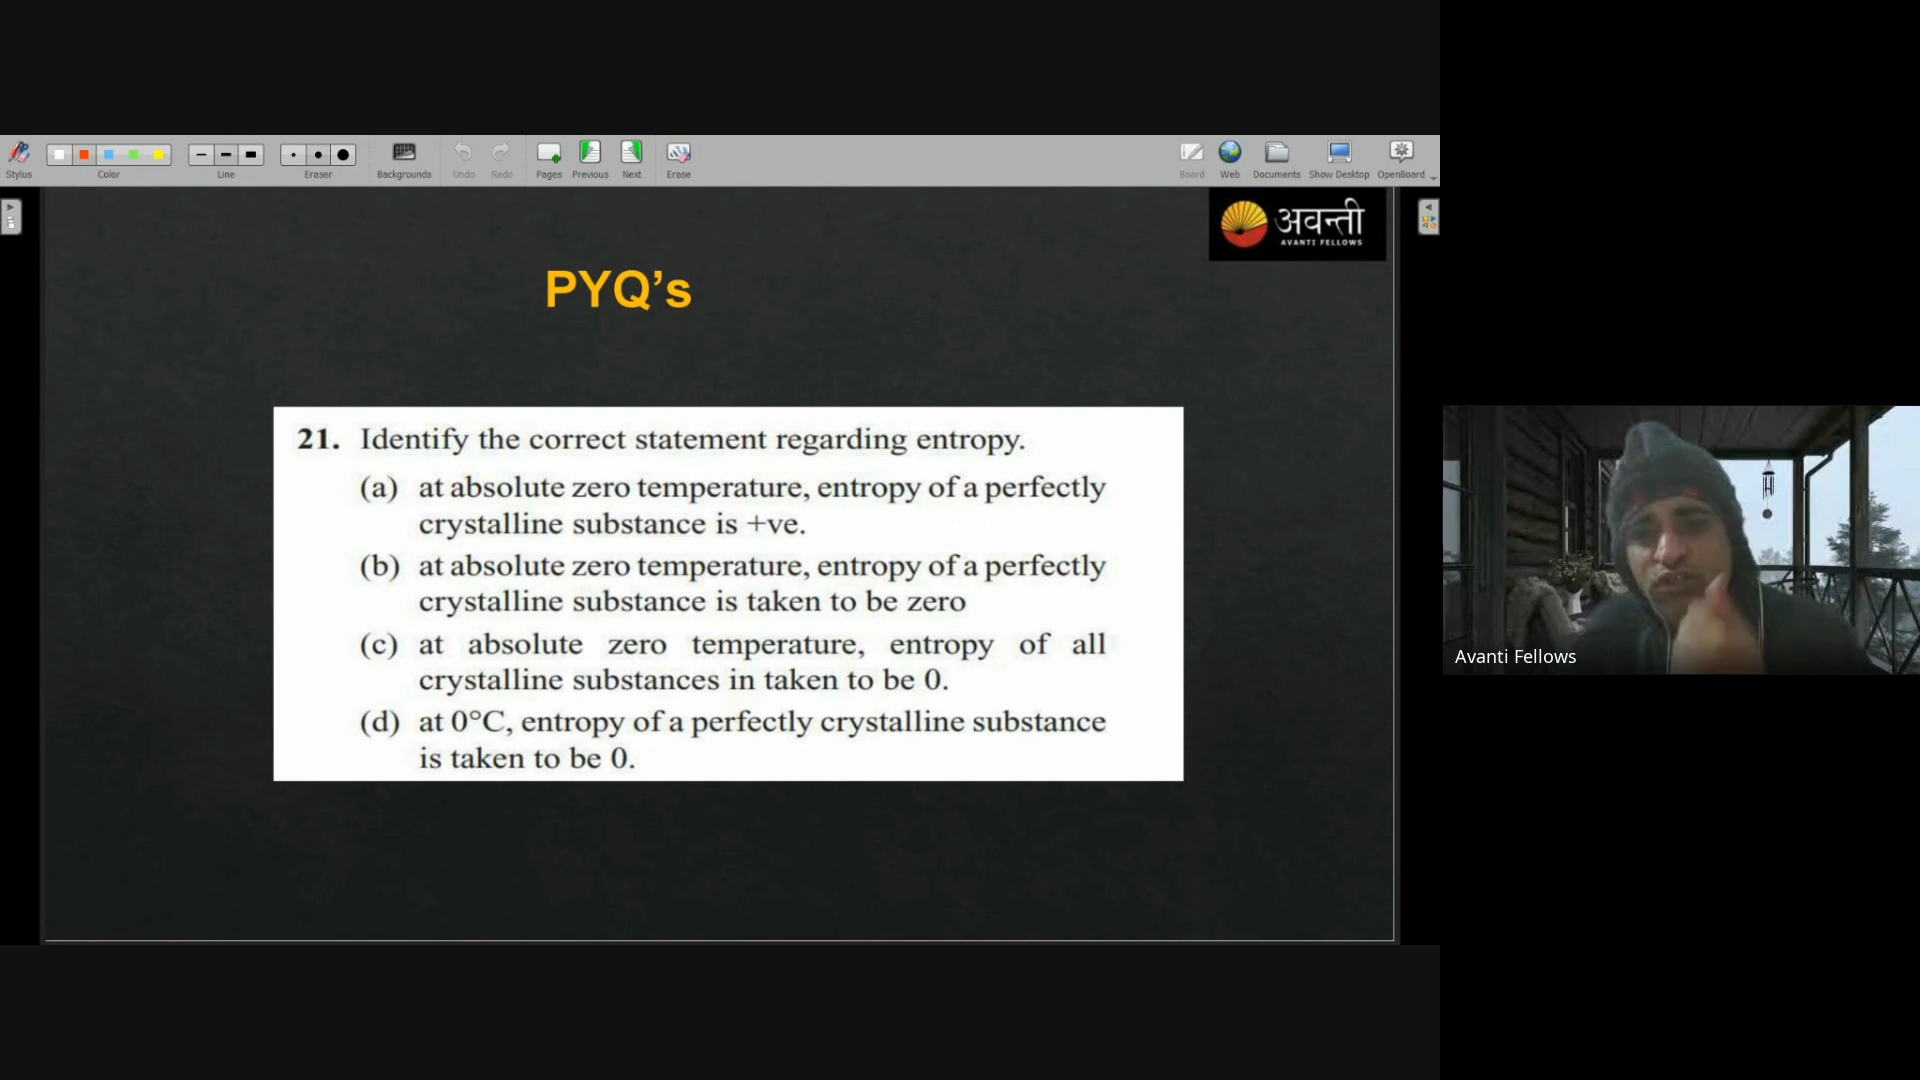 Stylus
Color
Line
Eraser
Backgrounds
Undo
Redo
Pages
Previous
Next
Erase
Board
Web
Documents
Show Desktop
OpenBoard
अवन्ती
AVANTI FELLOWS
PYQ’s
21. Identify the correct statement regarding entropy.
(a) at absolute zero temperature, entropy of a perfectly
crystalline substance is +ve.
(b) at absolute zero temperature, entropy of a perfectly
crystalline substance is taken to be zero
(c) at absolute zero temperature, entropy of all
crystalline substances in taken to be 0.
(d) at 0°C, entropy of a perfectly crystalline substance
is taken to be 0.
Avanti Fellows